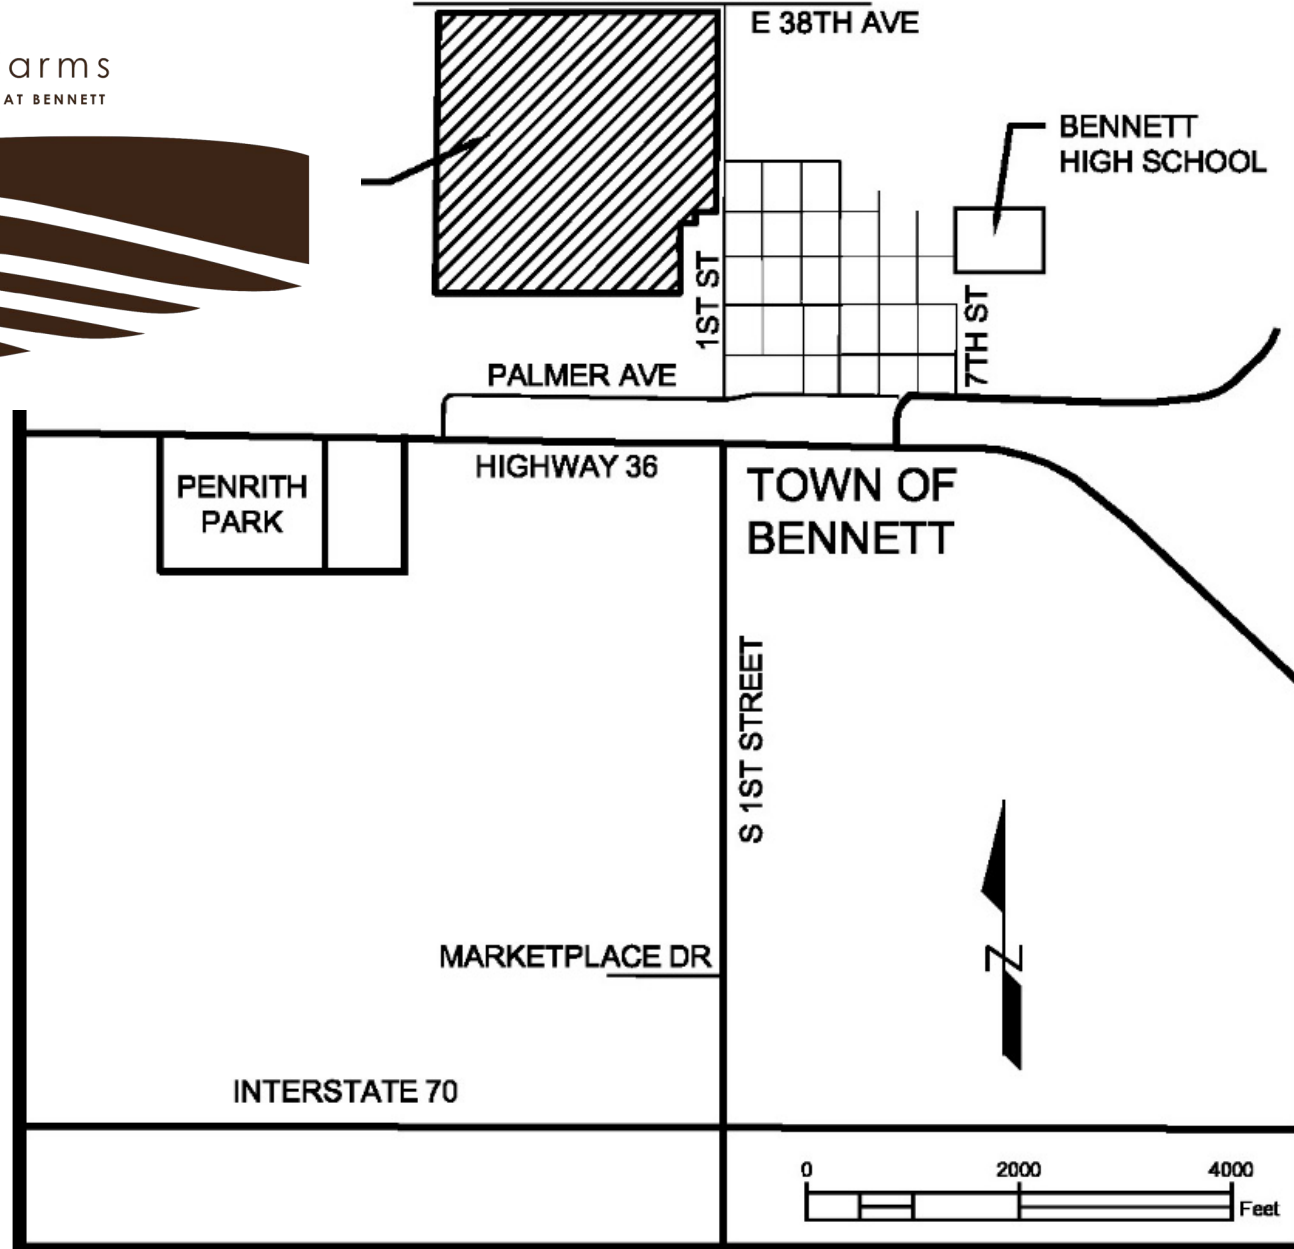 E 38TH AVE
arms
AT BENNETT
BENNETT
HIGH SCHOOL
1ST ST
7TH ST
PALMER AVE
HIGHWAY 36
PENRITH
PARK
TOWN OF
BENNETT
S 1ST STREET
MARKETPLACE DR
N
INTERSTATE 70
0 2000 4000
Feet